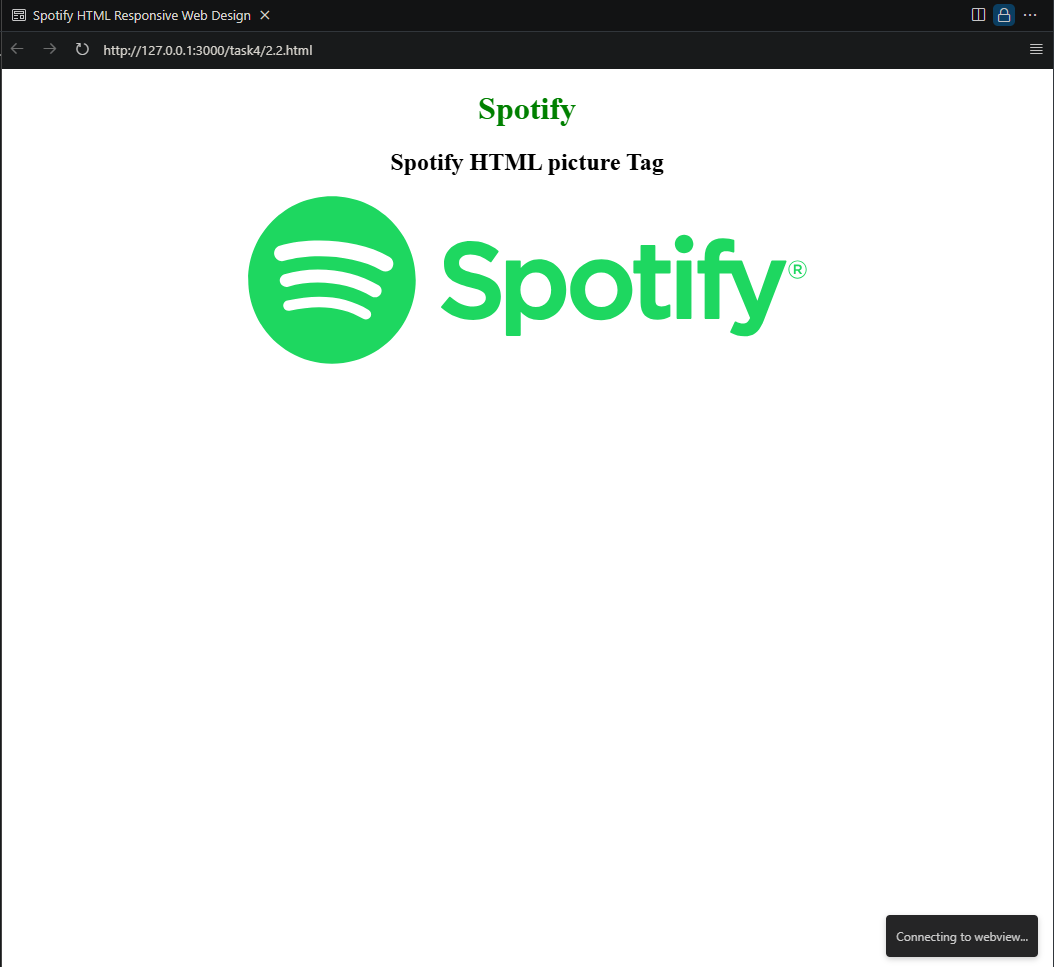 Spotify HTML Responsive Web Design
http://127.0.0.1:3000/task4/2.2.html
Spotify
Spotify HTML picture Tag
Spotify®
Connecting to webview...